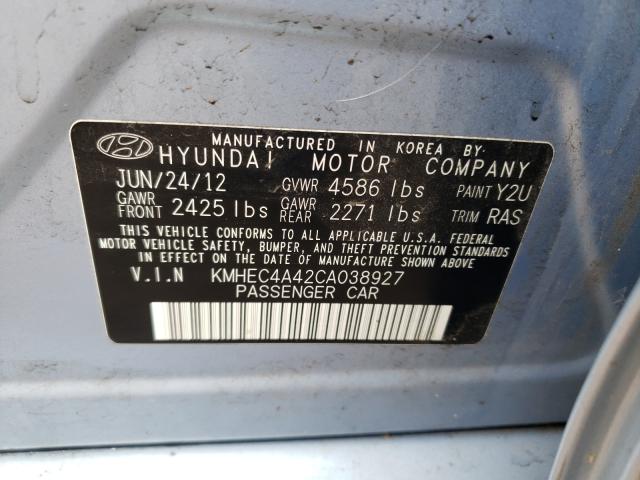 MANUFACTURED IN KOREA BY:
HYUNDAI MOTOR COMPANY
JUN/24/12 GVWR 4586 lbs PAINT Y2U
GAWR FRONT 2425 lbs GAWR REAR 2271 lbs TRIM RAS
THIS VEHICLE CONFORMS TO ALL APPLICABLE U.S.A. FEDERAL
MOTOR VEHICLE SAFETY, BUMPER, AND THEFT PREVENTION STANDARDS
IN EFFECT ON THE DATE OF MANUFACTURE SHOWN ABOVE.
V.I.N KMHEC4A42CA038927
PASSENGER CAR